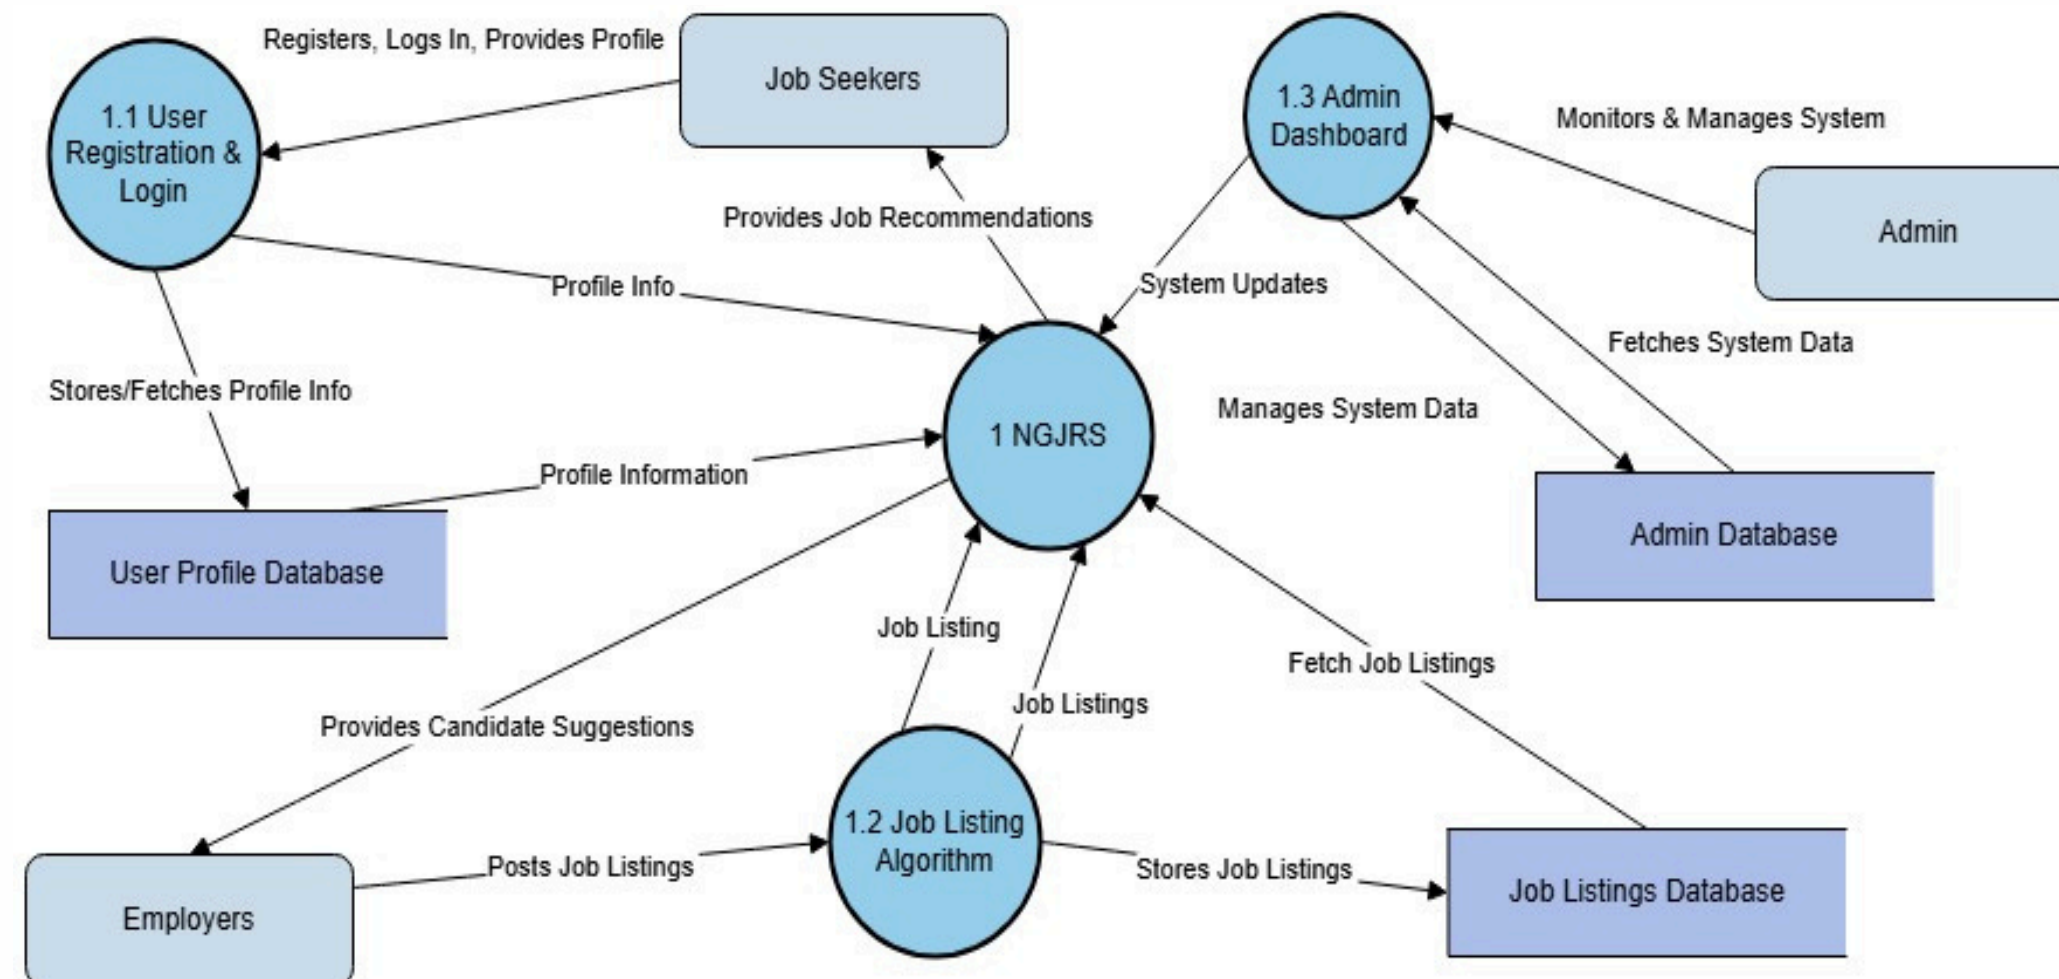 Registers, Logs In, Provides Profile
Job Seekers
1.1 User
Registration &
Login
1.3 Admin
Dashboard
Monitors & Manages System
Admin
Provides Job Recommendations
Profile Info
System Updates
Fetches System Data
Stores/Fetches Profile Info
Manages System Data
1 NGJRS
Profile Information
Admin Database
User Profile Database
Job Listing
Fetch Job Listings
Job Listings
Provides Candidate Suggestions
1.2 Job Listing
Algorithm
Posts Job Listings
Stores Job Listings
Job Listings Database
Employers